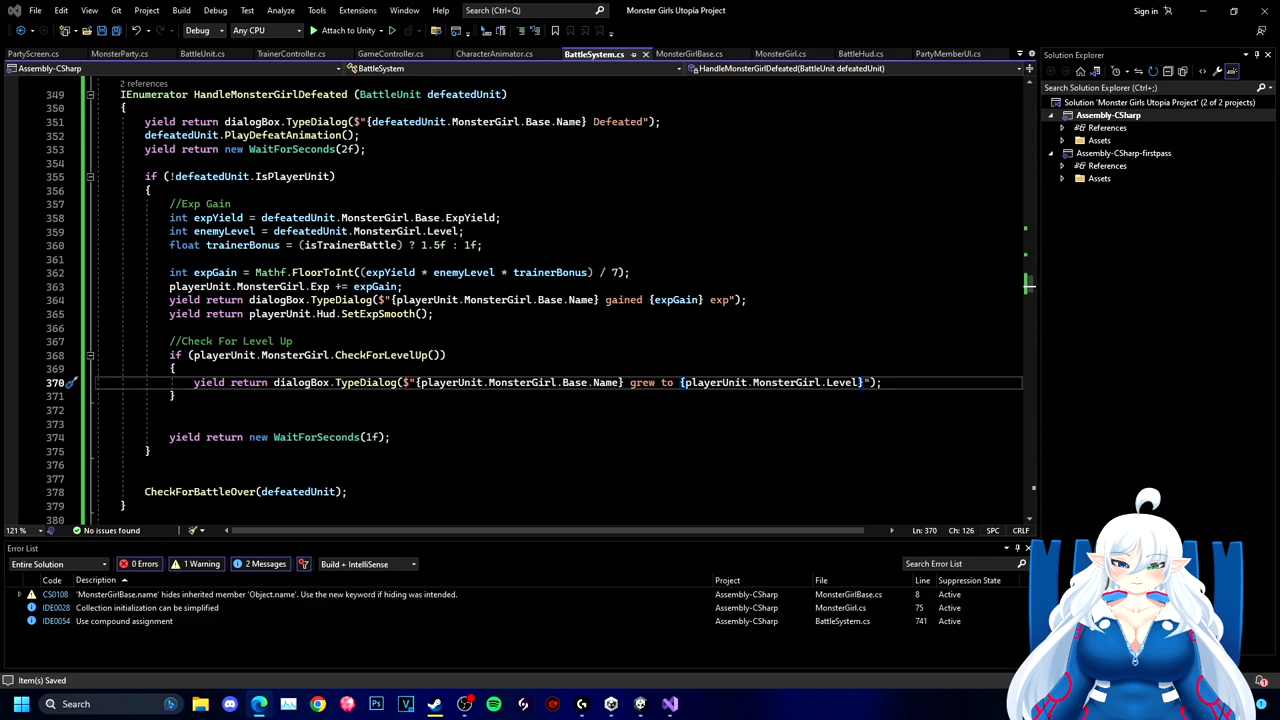 File Edit View Git Project Build Debug Test Analyze Tools Extensions Window Help Search (Ctrl+Q) Monster Girls Utopia Project Sign in
Debug Any CPU Attach to Unity
PartyScreen.cs MonsterParty.cs BattleUnit.cs TrainerController.cs GameController.cs CharacterAnimator.cs BattleSystem.cs MonsterGirlBase.cs MonsterGirl.cs BattleHud.cs PartyMemberUI.cs
Assembly-CSharp BattleSystem HandleMonsterGirlDefeated(BattleUnit defeatedUnit)
2 references
349 IEnumerator HandleMonsterGirlDefeated (BattleUnit defeatedUnit)
350 {
351 yield return dialogBox.TypeDialog($"{defeatedUnit.MonsterGirl.Base.Name} Defeated");
352 defeatedUnit.PlayDefeatAnimation();
353 yield return new WaitForSeconds(2f);
354
355 if (!defeatedUnit.IsPlayerUnit)
356 {
357 //Exp Gain
358 int expYield = defeatedUnit.MonsterGirl.Base.ExpYield;
359 int enemyLevel = defeatedUnit.MonsterGirl.Level;
360 float trainerBonus = (isTrainerBattle) ? 1.5f : 1f;
361
362 int expGain = Mathf.FloorToInt((expYield * enemyLevel * trainerBonus) / 7);
363 playerUnit.MonsterGirl.Exp += expGain;
364 yield return dialogBox.TypeDialog($"{playerUnit.MonsterGirl.Base.Name} gained {expGain} exp");
365 yield return playerUnit.Hud.SetExpSmooth();
366
367 //Check For Level Up
368 if (playerUnit.MonsterGirl.CheckForLevelUp())
369 {
370 yield return dialogBox.TypeDialog($"{playerUnit.MonsterGirl.Base.Name} grew to {playerUnit.MonsterGirl.Level}");
371 }
372
373
374 yield return new WaitForSeconds(1f);
375 }
376
377
378 CheckForBattleOver(defeatedUnit);
379 }
380
121 % No issues found Ln: 370 Ch: 126 SPC CRLF
Solution Explorer
Search Solution Explorer (Ctrl+;)
Solution 'Monster Girls Utopia Project' (2 of 2 projects)
Assembly-CSharp
References
Assets
Assembly-CSharp-firstpass
References
Assets
Error List
Entire Solution 0 Errors 1 Warning 2 Messages Build + IntelliSense Search Error List
Code Description Project File Line Suppression State
CS0108 'MonsterGirlBase.name' hides inherited member 'Object.name'. Use the new keyword if hiding was intended. Assembly-CSharp MonsterGirlBase.cs 8 Active
IDE0028 Collection initialization can be simplified Assembly-CSharp MonsterGirl.cs 75 Active
IDE0054 Use compound assignment Assembly-CSharp BattleSystem.cs 741 Active
Item(s) Saved
Search